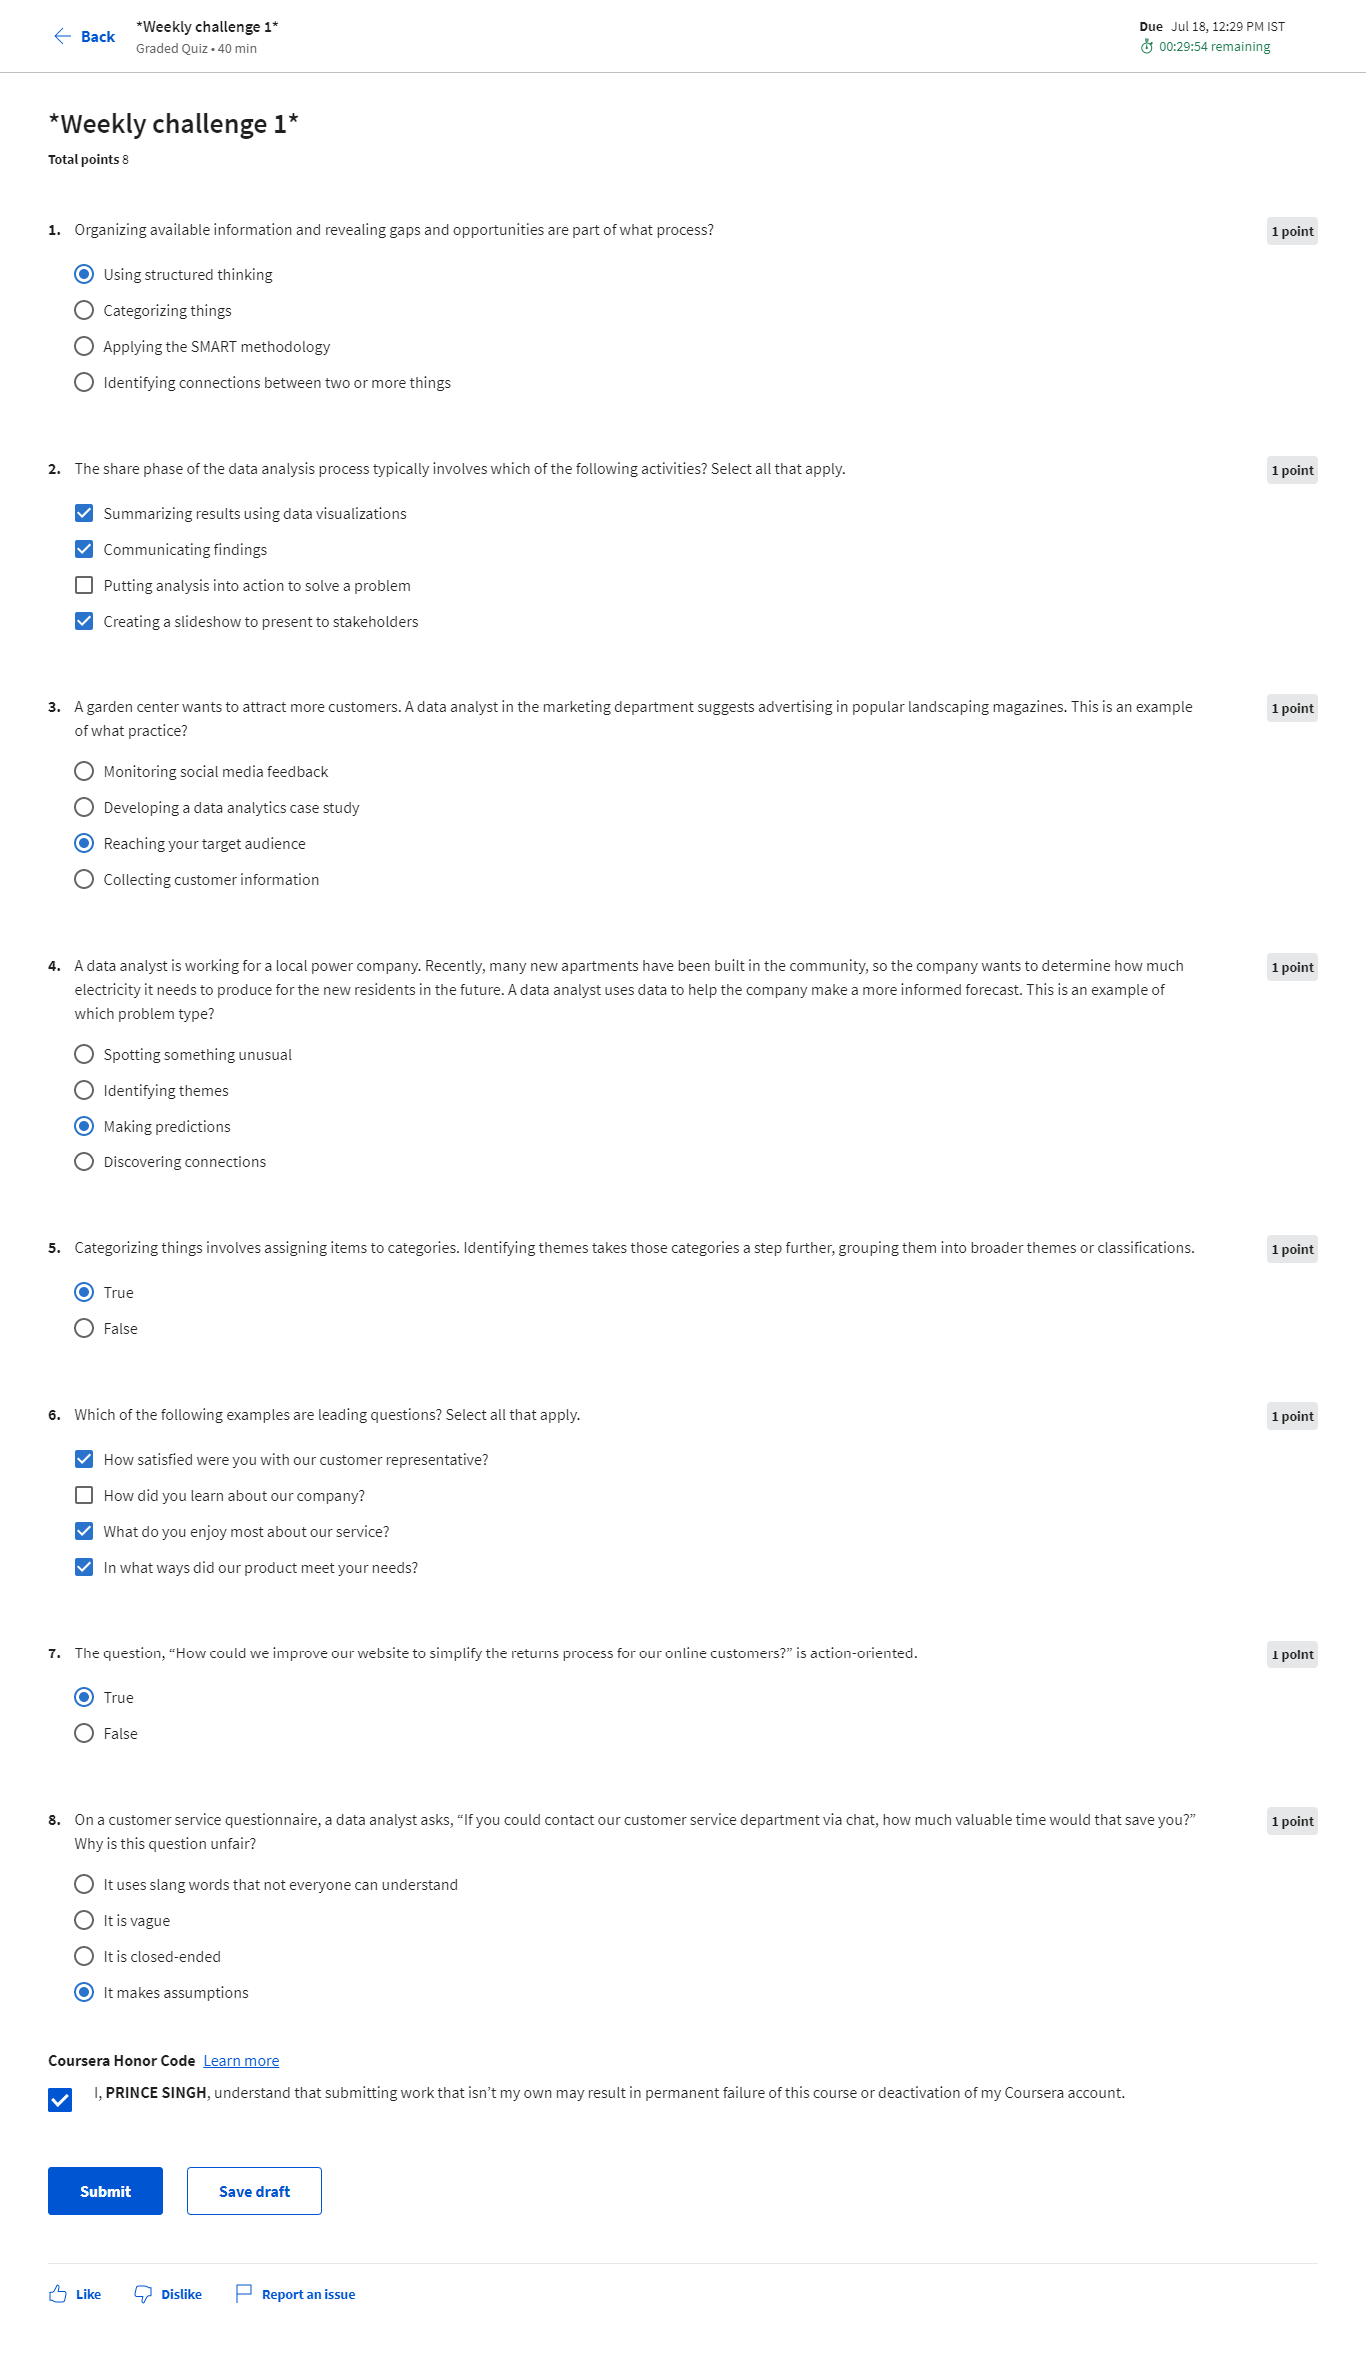 Back
*Weekly challenge 1*
Graded Quiz • 40 min
Due Jul 18, 12:29 PM IST
00:29:54 remaining
*Weekly challenge 1*
Total points 8
1. Organizing available information and revealing gaps and opportunities are part of what process?
1 point
Using structured thinking
Categorizing things
Applying the SMART methodology
Identifying connections between two or more things
2. The share phase of the data analysis process typically involves which of the following activities? Select all that apply.
1 point
Summarizing results using data visualizations
Communicating findings
Putting analysis into action to solve a problem
Creating a slideshow to present to stakeholders
3. A garden center wants to attract more customers. A data analyst in the marketing department suggests advertising in popular landscaping magazines. This is an example
of what practice?
1 point
Monitoring social media feedback
Developing a data analytics case study
Reaching your target audience
Collecting customer information
4. A data analyst is working for a local power company. Recently, many new apartments have been built in the community, so the company wants to determine how much
electricity it needs to produce for the new residents in the future. A data analyst uses data to help the company make a more informed forecast. This is an example of
which problem type?
1 point
Spotting something unusual
Identifying themes
Making predictions
Discovering connections
5. Categorizing things involves assigning items to categories. Identifying themes takes those categories a step further, grouping them into broader themes or classifications.
1 point
True
False
6. Which of the following examples are leading questions? Select all that apply.
1 point
How satisfied were you with our customer representative?
How did you learn about our company?
What do you enjoy most about our service?
In what ways did our product meet your needs?
7. The question, “How could we improve our website to simplify the returns process for our online customers?” is action-oriented.
1 point
True
False
8. On a customer service questionnaire, a data analyst asks, “If you could contact our customer service department via chat, how much valuable time would that save you?”
Why is this question unfair?
1 point
It uses slang words that not everyone can understand
It is vague
It is closed-ended
It makes assumptions
Coursera Honor Code Learn more
I, PRINCE SINGH, understand that submitting work that isn’t my own may result in permanent failure of this course or deactivation of my Coursera account.
Submit
Save draft
Like
Dislike
Report an issue